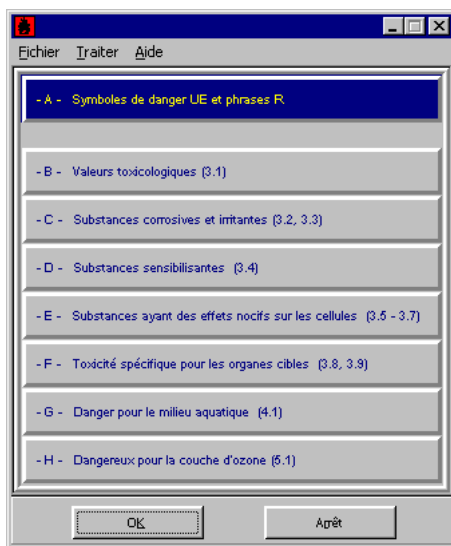 Fichier Traiter Aide
- A - Symboles de danger UE et phrases R
- B - Valeurs toxicologiques (3.1)
- C - Substances corrosives et irritantes (3.2, 3.3)
- D - Substances sensibilisantes (3.4)
- E - Substances ayant des effets nocifs sur les cellules (3.5 - 3.7)
- F - Toxicité spécifique pour les organes cibles (3.8, 3.9)
- G - Danger pour le milieu aquatique (4.1)
- H - Dangereux pour la couche d'ozone (5.1)
OK Arrêt